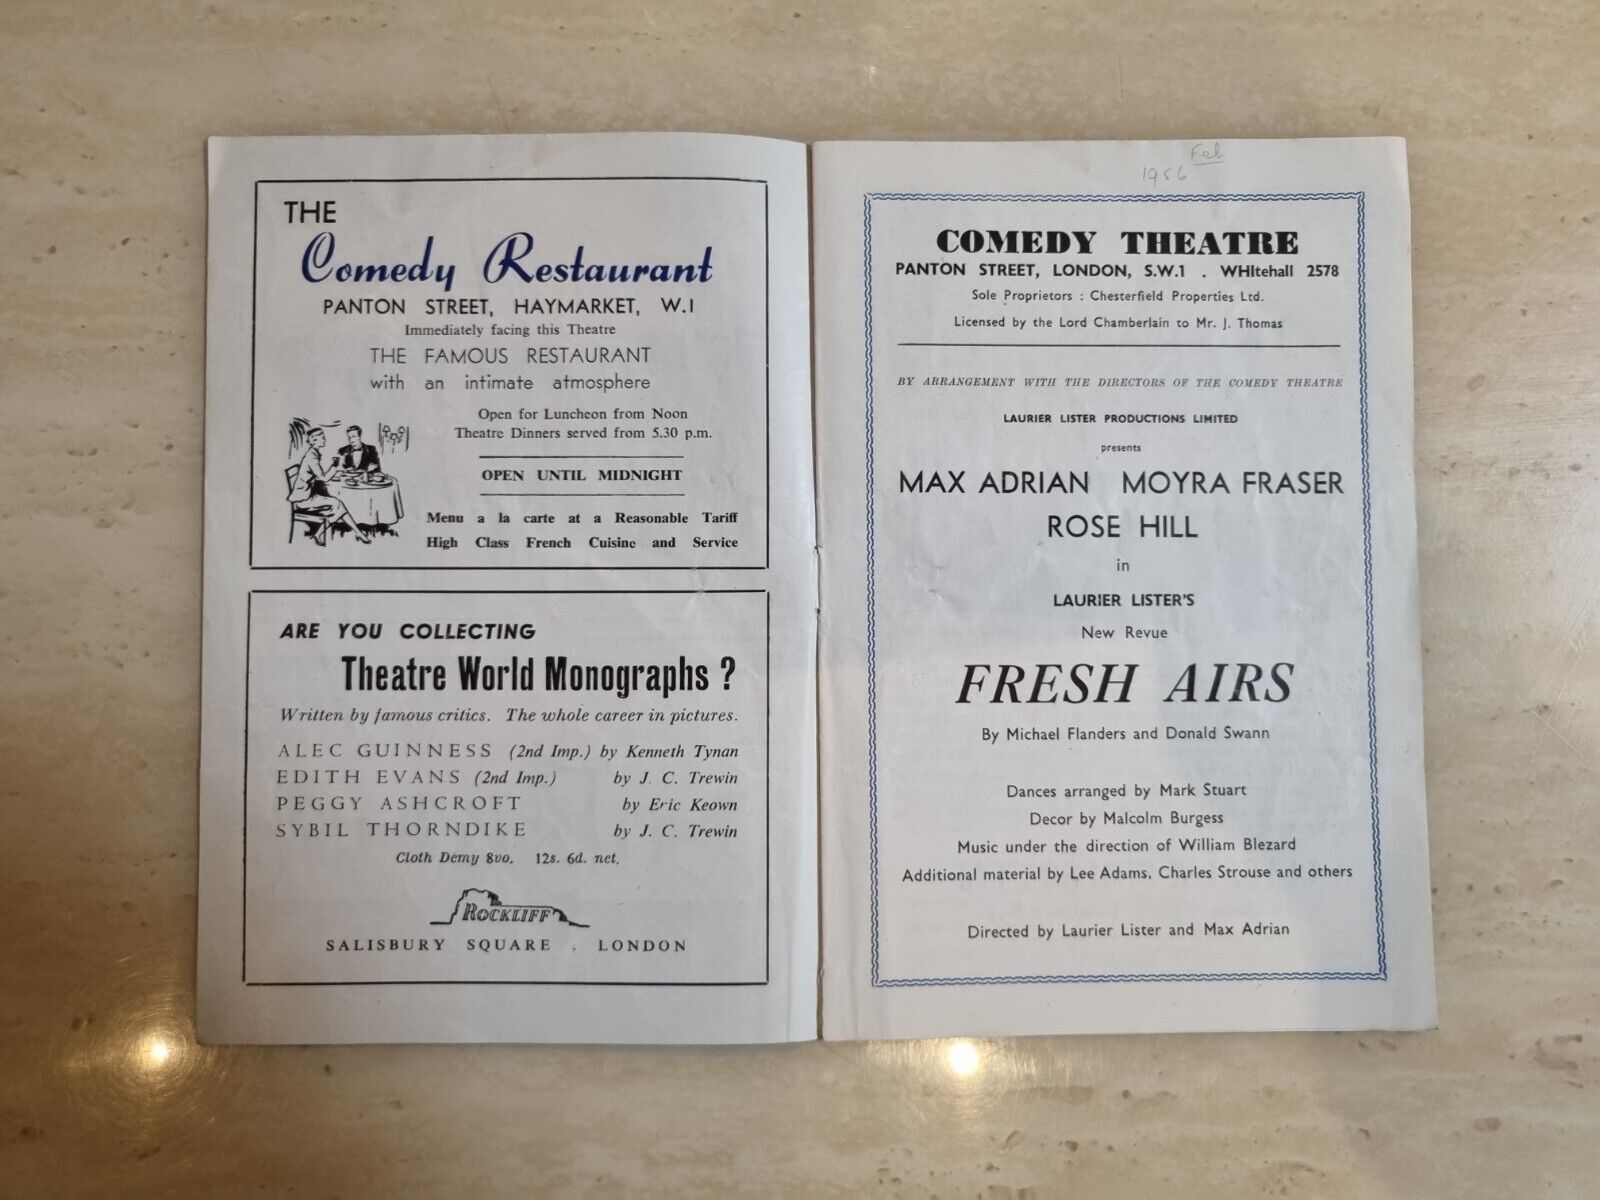 THE
Comedy Restaurant
PANTON STREET, HAYMARKET, W.1
Immediately facing this Theatre
THE FAMOUS RESTAURANT
with an intimate atmosphere
Open for Luncheon from Noon
Theatre Dinners served from 5.30 p.m.
OPEN UNTIL MIDNIGHT
Menu a la carte at a Reasonable Tariff
High Class French Cuisine and Service
ARE YOU COLLECTING
Theatre World Monographs ?
Written by famous critics. The whole career in pictures.
ALEC GUINNESS (2nd Imp.) by Kenneth Tynan
EDITH EVANS (2nd Imp.) by J. C. Trewin
PEGGY ASHCROFT by Eric Keown
SYBIL THORNDIKE by J. C. Trewin
Cloth Demy 8vo. 12s. 6d. net.
ROCKLIFF
SALISBURY SQUARE . LONDON
Feb
1956
COMEDY THEATRE
PANTON STREET, LONDON, S.W.1 . WHItehall 2578
Sole Proprietors : Chesterfield Properties Ltd.
Licensed by the Lord Chamberlain to Mr. J. Thomas
BY ARRANGEMENT WITH THE DIRECTORS OF THE COMEDY THEATRE
LAURIER LISTER PRODUCTIONS LIMITED
presents
MAX ADRIAN MOYRA FRASER
ROSE HILL
in
LAURIER LISTER'S
New Revue
FRESH AIRS
By Michael Flanders and Donald Swann
Dances arranged by Mark Stuart
Decor by Malcolm Burgess
Music under the direction of William Blezard
Additional material by Lee Adams, Charles Strouse and others
Directed by Laurier Lister and Max Adrian